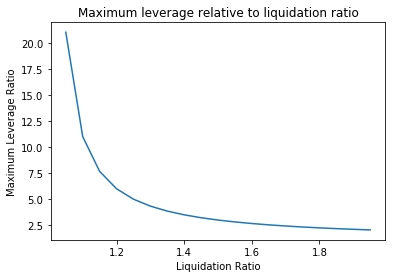 Maximum leverage relative to liquidation ratio
Maximum Leverage Ratio
20.0
17.5
15.0
12.5
10.0
7.5
5.0
2.5
1.2 1.4 1.6 1.8
Liquidation Ratio